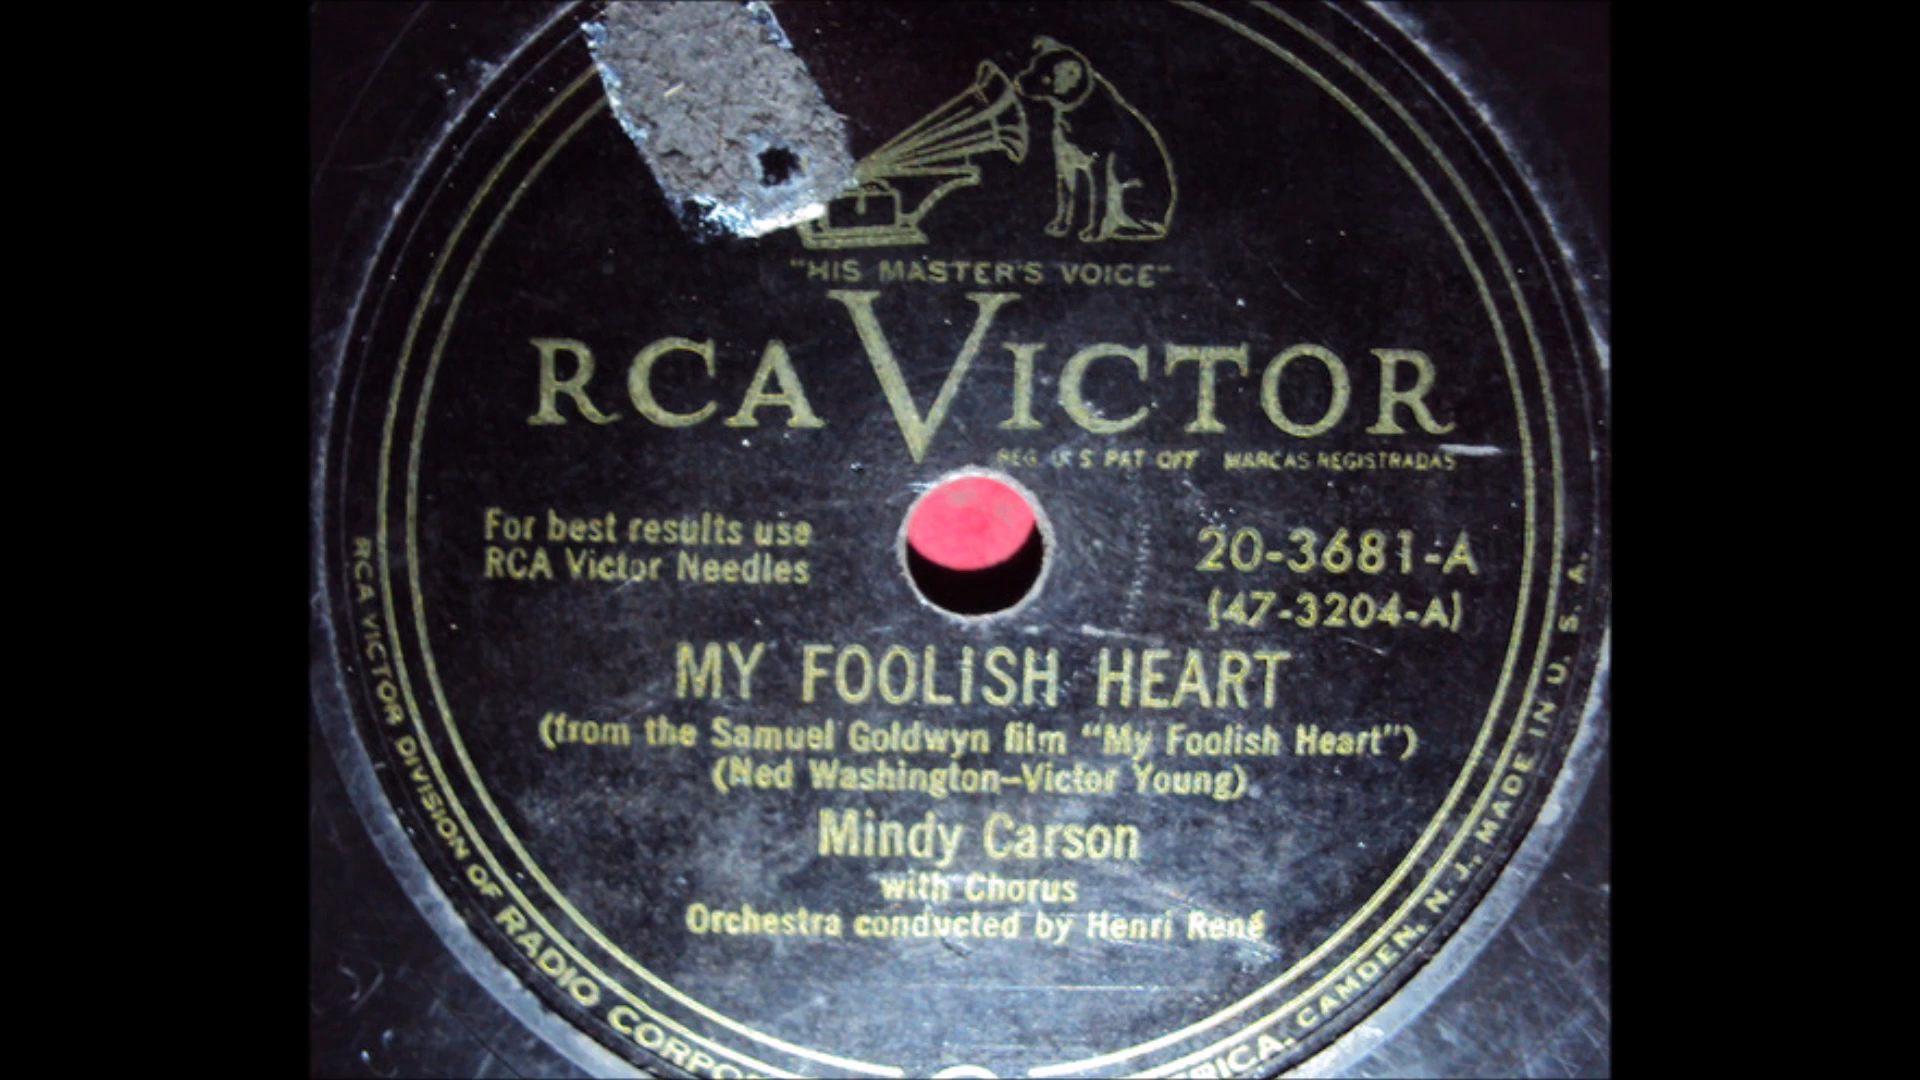 "HIS MASTER'S VOICE"
RCA VICTOR
REG. U. S. PAT. OFF. MARCAS REGISTRADAS
For best results use
RCA Victor Needles
20-3681-A
(47-3204-A)
MY FOOLISH HEART
(from the Samuel Goldwyn film "My Foolish Heart")
(Ned Washington–Victor Young)
Mindy Carson
with Chorus
Orchestra conducted by Henri René
RCA VICTOR DIVISION OF RADIO
CAMDEN, N. J., MADE IN U. S. A.